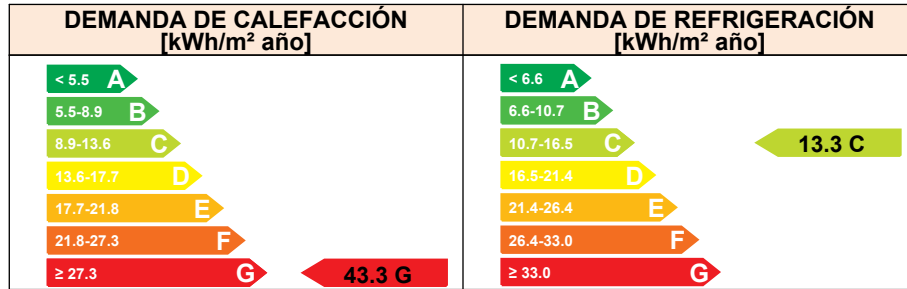 DEMANDA DE CALEFACCIÓN
[kWh/m² año]
< 5.5 A
5.5-8.9 B
8.9-13.6 C
13.6-17.7 D
17.7-21.8 E
21.8-27.3 F
≥ 27.3 G
43.3 G
DEMANDA DE REFRIGERACIÓN
[kWh/m² año]
< 6.6 A
6.6-10.7 B
10.7-16.5 C
13.3 C
16.5-21.4 D
21.4-26.4 E
26.4-33.0 F
≥ 33.0 G